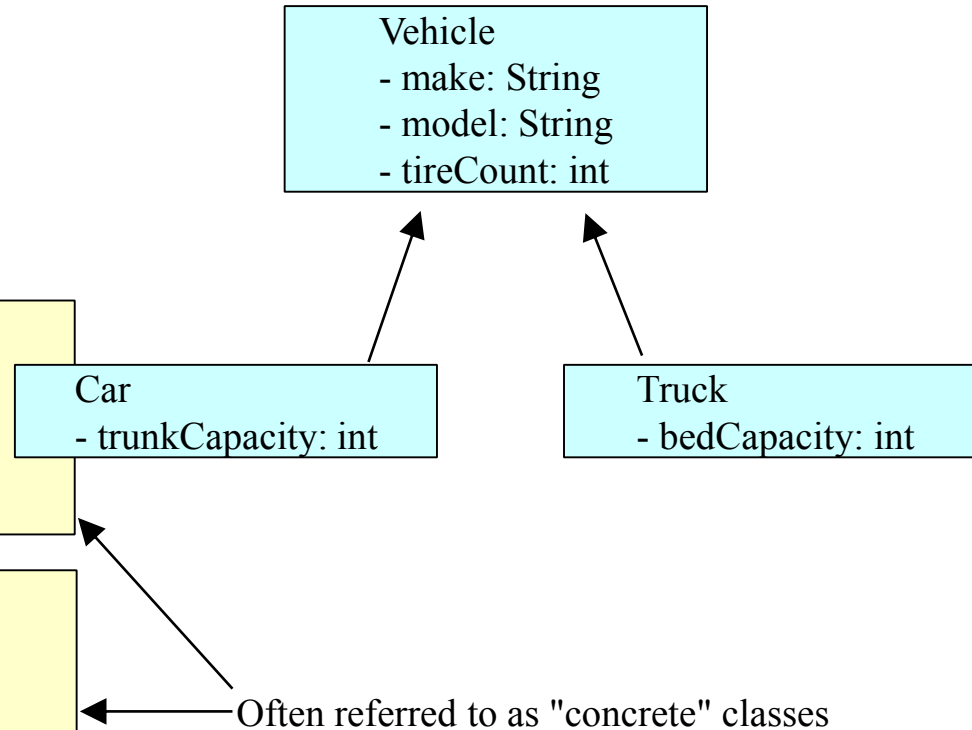 Vehicle
- make: String
- model: String
- tireCount: int
Car
- trunkCapacity: int
Truck
- bedCapacity: int
Often referred to as "concrete" classes